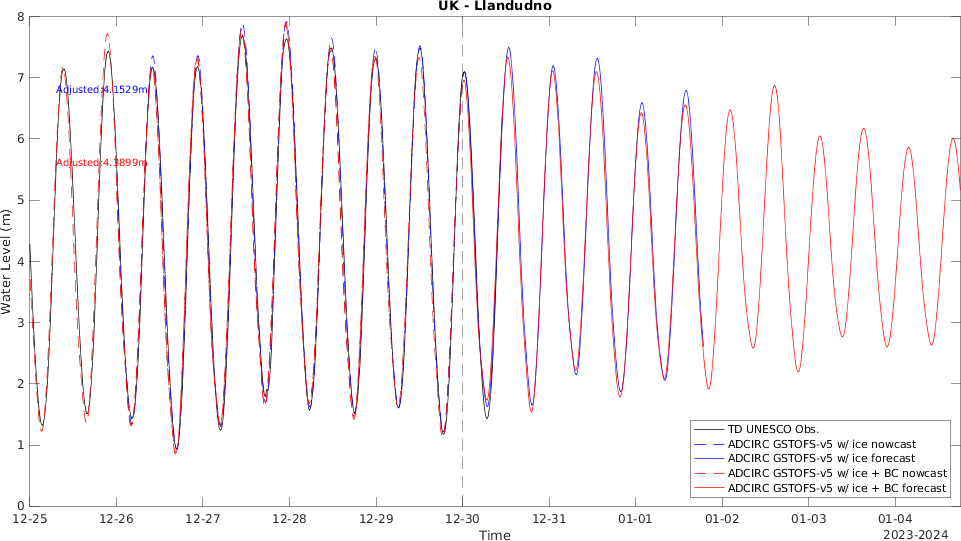 UK - Llandudno
8
7
6
5
4
3
2
1
0
Water Level (m)
Adjusted:4.1529m
Adjusted:4.3899m
TD UNESCO Obs.
ADCIRC GSTOFS-v5 w/ ice nowcast
ADCIRC GSTOFS-v5 w/ ice forecast
ADCIRC GSTOFS-v5 w/ ice + BC nowcast
ADCIRC GSTOFS-v5 w/ ice + BC forecast
12-25 12-26 12-27 12-28 12-29 12-30 12-31 01-01 01-02 01-03 01-04
Time
2023-2024